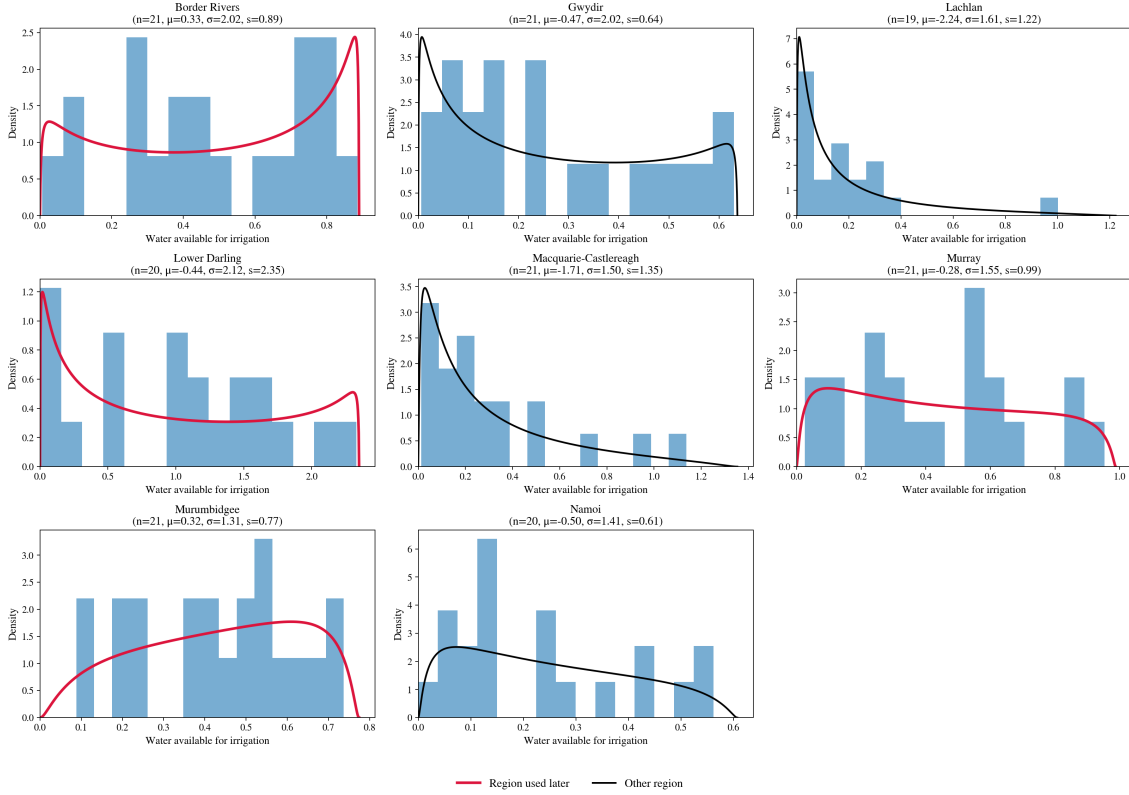 Border Rivers
(n=21, μ=0.33, σ=2.02, s=0.89)
Gwydir
(n=21, μ=-0.47, σ=2.02, s=0.64)
Lachlan
(n=19, μ=-2.24, σ=1.61, s=1.22)
Density
2.5
2.0
1.5
1.0
0.5
0.0
0.0 0.2 0.4 0.6 0.8
Water available for irrigation
Density
4.0
3.5
3.0
2.5
2.0
1.5
1.0
0.5
0.0
0.0 0.1 0.2 0.3 0.4 0.5 0.6
Water available for irrigation
Density
7
6
5
4
3
2
1
0
0.0 0.2 0.4 0.6 0.8 1.0 1.2
Water available for irrigation
Lower Darling
(n=20, μ=-0.44, σ=2.12, s=2.35)
Macquarie-Castlereagh
(n=21, μ=-1.71, σ=1.50, s=1.35)
Murray
(n=21, μ=-0.28, σ=1.55, s=0.99)
Density
1.2
1.0
0.8
0.6
0.4
0.2
0.0
0.0 0.5 1.0 1.5 2.0
Water available for irrigation
Density
3.5
3.0
2.5
2.0
1.5
1.0
0.5
0.0
0.0 0.2 0.4 0.6 0.8 1.0 1.2 1.4
Water available for irrigation
Density
3.0
2.5
2.0
1.5
1.0
0.5
0.0
0.0 0.2 0.4 0.6 0.8 1.0
Water available for irrigation
Murumbidgee
(n=21, μ=0.32, σ=1.31, s=0.77)
Namoi
(n=20, μ=-0.50, σ=1.41, s=0.61)
Density
3.0
2.5
2.0
1.5
1.0
0.5
0.0
0.0 0.1 0.2 0.3 0.4 0.5 0.6 0.7 0.8
Water available for irrigation
Density
6
5
4
3
2
1
0
0.0 0.1 0.2 0.3 0.4 0.5 0.6
Water available for irrigation
Region used later
Other region